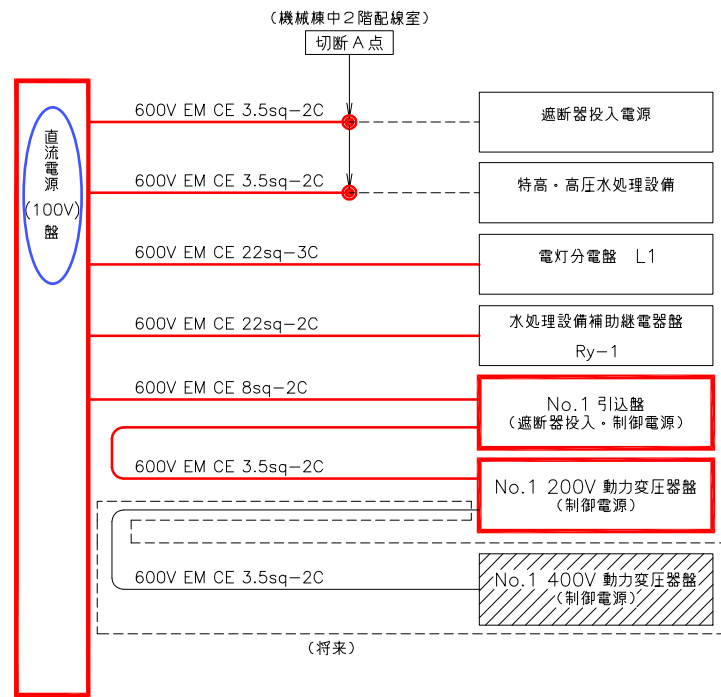 (機械棟中２階配線室)
切断Ａ点
直流電源
(100V)
盤
600V EM CE 3.5sq-2C
遮断器投入電源
600V EM CE 3.5sq-2C
特高・高圧水処理設備
600V EM CE 22sq-3C
電灯分電盤 L1
600V EM CE 22sq-2C
水処理設備補助継電器盤
Ry-1
600V EM CE 8sq-2C
No.1 引込盤
(遮断器投入・制御電源)
600V EM CE 3.5sq-2C
No.1 200V 動力変圧器盤
(制御電源)
600V EM CE 3.5sq-2C
No.1 400V 動力変圧器盤
(制御電源)
(将来)